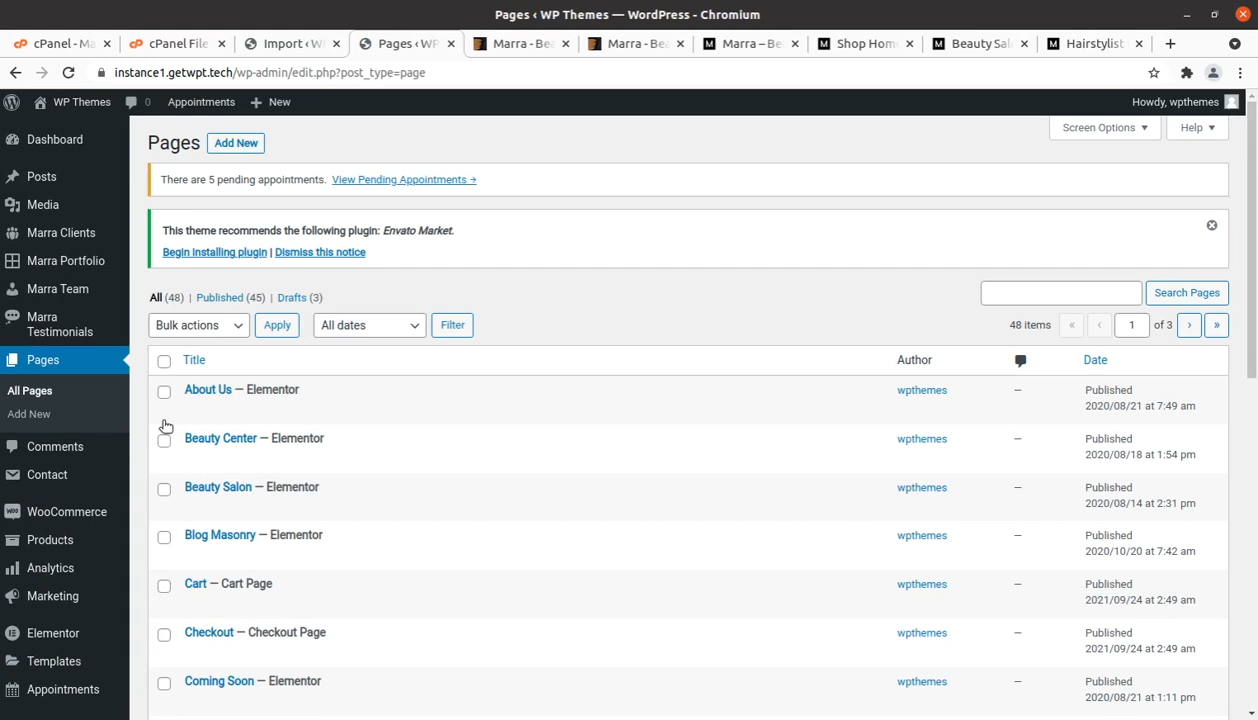 Pages ‹ WP Themes — WordPress - Chromium
cPanel - Ma
cPanel File
Import ‹ W
Pages ‹ WP
Marra - Bea
Marra - Bea
Marra – Be
Shop Hom
Beauty Sal
Hairstylist
instance1.getwpt.tech/wp-admin/edit.php?post_type=page
WP Themes 0 Appointments New Howdy, wpthemes
Dashboard
Posts
Media
Marra Clients
Marra Portfolio
Marra Team
Marra
Testimonials
Pages
All Pages
Add New
Comments
Contact
WooCommerce
Products
Analytics
Marketing
Elementor
Templates
Appointments
Screen Options Help
Pages Add New
There are 5 pending appointments. View Pending Appointments →
This theme recommends the following plugin: Envato Market.
Begin installing plugin | Dismiss this notice
All (48) | Published (45) | Drafts (3)
Search Pages
Bulk actions Apply All dates Filter 48 items « ‹ 1 of 3 › »
Title Author Date
About Us — Elementor wpthemes — Published
2020/08/21 at 7:49 am
Beauty Center — Elementor wpthemes — Published
2020/08/18 at 1:54 pm
Beauty Salon — Elementor wpthemes — Published
2020/08/14 at 2:31 pm
Blog Masonry — Elementor wpthemes — Published
2020/10/20 at 7:42 am
Cart — Cart Page wpthemes — Published
2021/09/24 at 2:49 am
Checkout — Checkout Page wpthemes — Published
2021/09/24 at 2:49 am
Coming Soon — Elementor wpthemes — Published
2020/08/21 at 1:11 pm